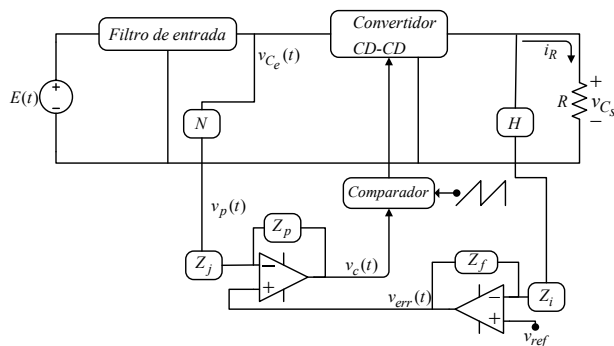 Filtro de entrada
Convertidor
CD-CD
v_{C_e}(t)
i_R
E(t)
+
−
N
H
R
+
v_{C_s}
−
v_p(t)
Comparador
Z_p
Z_j
−
+
v_c(t)
Z_f
v_{err}(t)
−
+
Z_i
v_{ref}